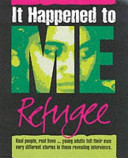 It Happened to
ME
Refugee
Real people, real lives ... young adults tell their own
very different stories in these revealing interviews...